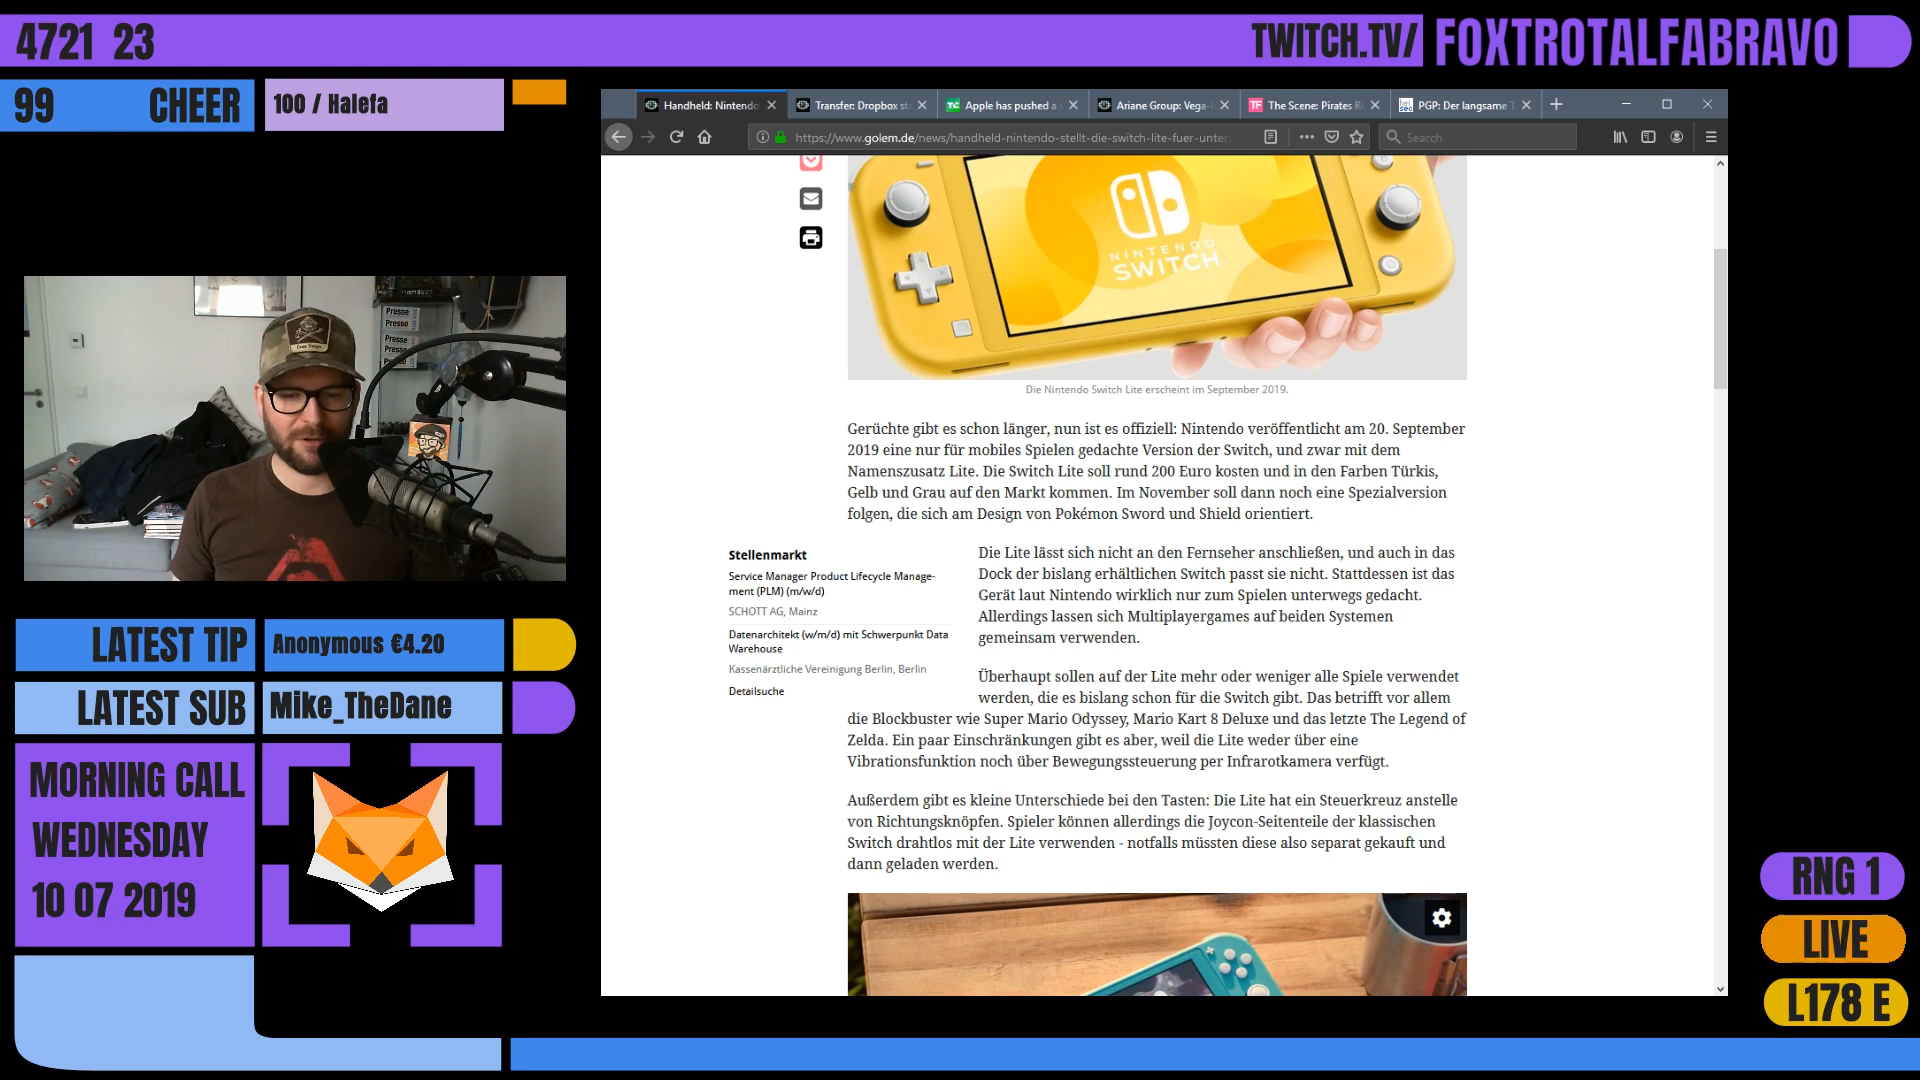 4721 23
TWITCH.TV/ FOXTROTALFABRAVO
99 CHEER
100 / Halefa
Handheld: Nintendo
Transfer: Dropbox st
Apple has pushed a
Ariane Group: Vega-
The Scene: Pirates Ri
PGP: Der langsame T
https://www.golem.de/news/handheld-nintendo-stellt-die-switch-lite-fuer-unter
Search
NINTENDO
SWITCH
Presse
Presse
Presse
Presse
Die Nintendo Switch Lite erscheint im September 2019.
Gerüchte gibt es schon länger, nun ist es offiziell: Nintendo veröffentlicht am 20. September
2019 eine nur für mobiles Spielen gedachte Version der Switch, und zwar mit dem
Namenszusatz Lite. Die Switch Lite soll rund 200 Euro kosten und in den Farben Türkis,
Gelb und Grau auf den Markt kommen. Im November soll dann noch eine Spezialversion
folgen, die sich am Design von Pokémon Sword und Shield orientiert.
Stellenmarkt
Service Manager Product Lifecycle Manage-
ment (PLM) (m/w/d)
SCHOTT AG, Mainz
Datenarchitekt (w/m/d) mit Schwerpunkt Data
Warehouse
Kassenärztliche Vereinigung Berlin, Berlin
Detailsuche
Die Lite lässt sich nicht an den Fernseher anschließen, und auch in das
Dock der bislang erhältlichen Switch passt sie nicht. Stattdessen ist das
Gerät laut Nintendo wirklich nur zum Spielen unterwegs gedacht.
Allerdings lassen sich Multiplayergames auf beiden Systemen
gemeinsam verwenden.
Überhaupt sollen auf der Lite mehr oder weniger alle Spiele verwendet
werden, die es bislang schon für die Switch gibt. Das betrifft vor allem
die Blockbuster wie Super Mario Odyssey, Mario Kart 8 Deluxe und das letzte The Legend of
Zelda. Ein paar Einschränkungen gibt es aber, weil die Lite weder über eine
Vibrationsfunktion noch über Bewegungssteuerung per Infrarotkamera verfügt.
Außerdem gibt es kleine Unterschiede bei den Tasten: Die Lite hat ein Steuerkreuz anstelle
von Richtungsknöpfen. Spieler können allerdings die Joycon-Seitenteile der klassischen
Switch drahtlos mit der Lite verwenden - notfalls müssten diese also separat gekauft und
dann geladen werden.
LATEST TIP
Anonymous €4.20
LATEST SUB
Mike_TheDane
MORNING CALL
WEDNESDAY
10 07 2019
RNG 1
LIVE
L178 E